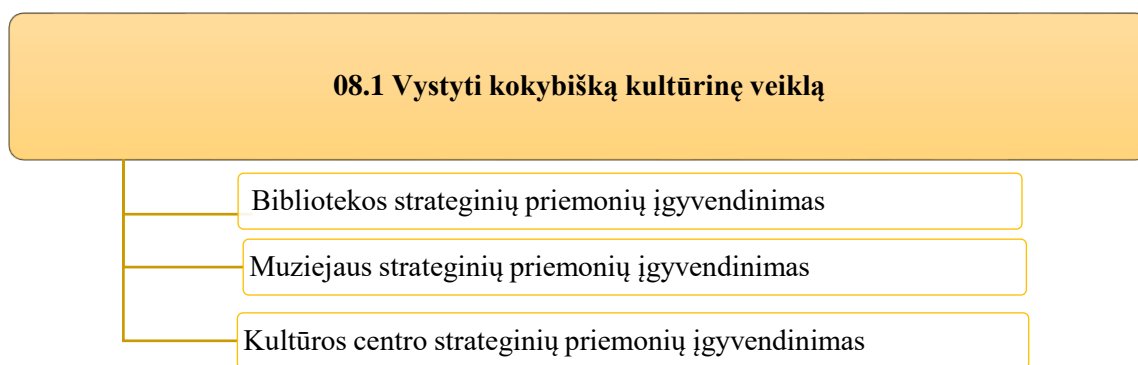 08.1 Vystyti kokybišką kultūrinę veiklą
Bibliotekos strateginių priemonių įgyvendinimas
Muziejaus strateginių priemonių įgyvendinimas
Kultūros centro strateginių priemonių įgyvendinimas